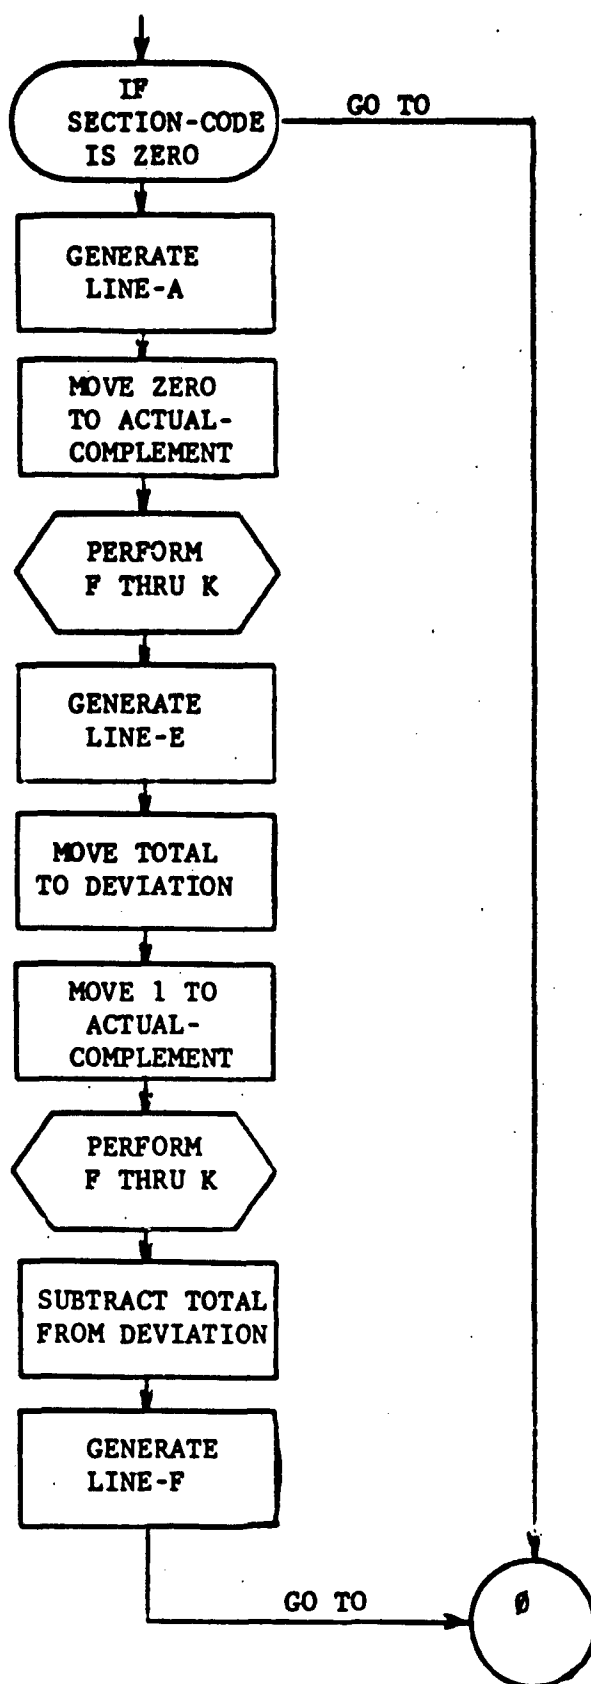 IF
SECTION-CODE
IS ZERO
GO TO
GENERATE
LINE-A
MOVE ZERO
TO ACTUAL-
COMPLEMENT
PERFORM
F THRU K
GENERATE
LINE-E
MOVE TOTAL
TO DEVIATION
MOVE 1 TO
ACTUAL-
COMPLEMENT
PERFORM
F THRU K
SUBTRACT TOTAL
FROM DEVIATION
GENERATE
LINE-F
GO TO
Ø